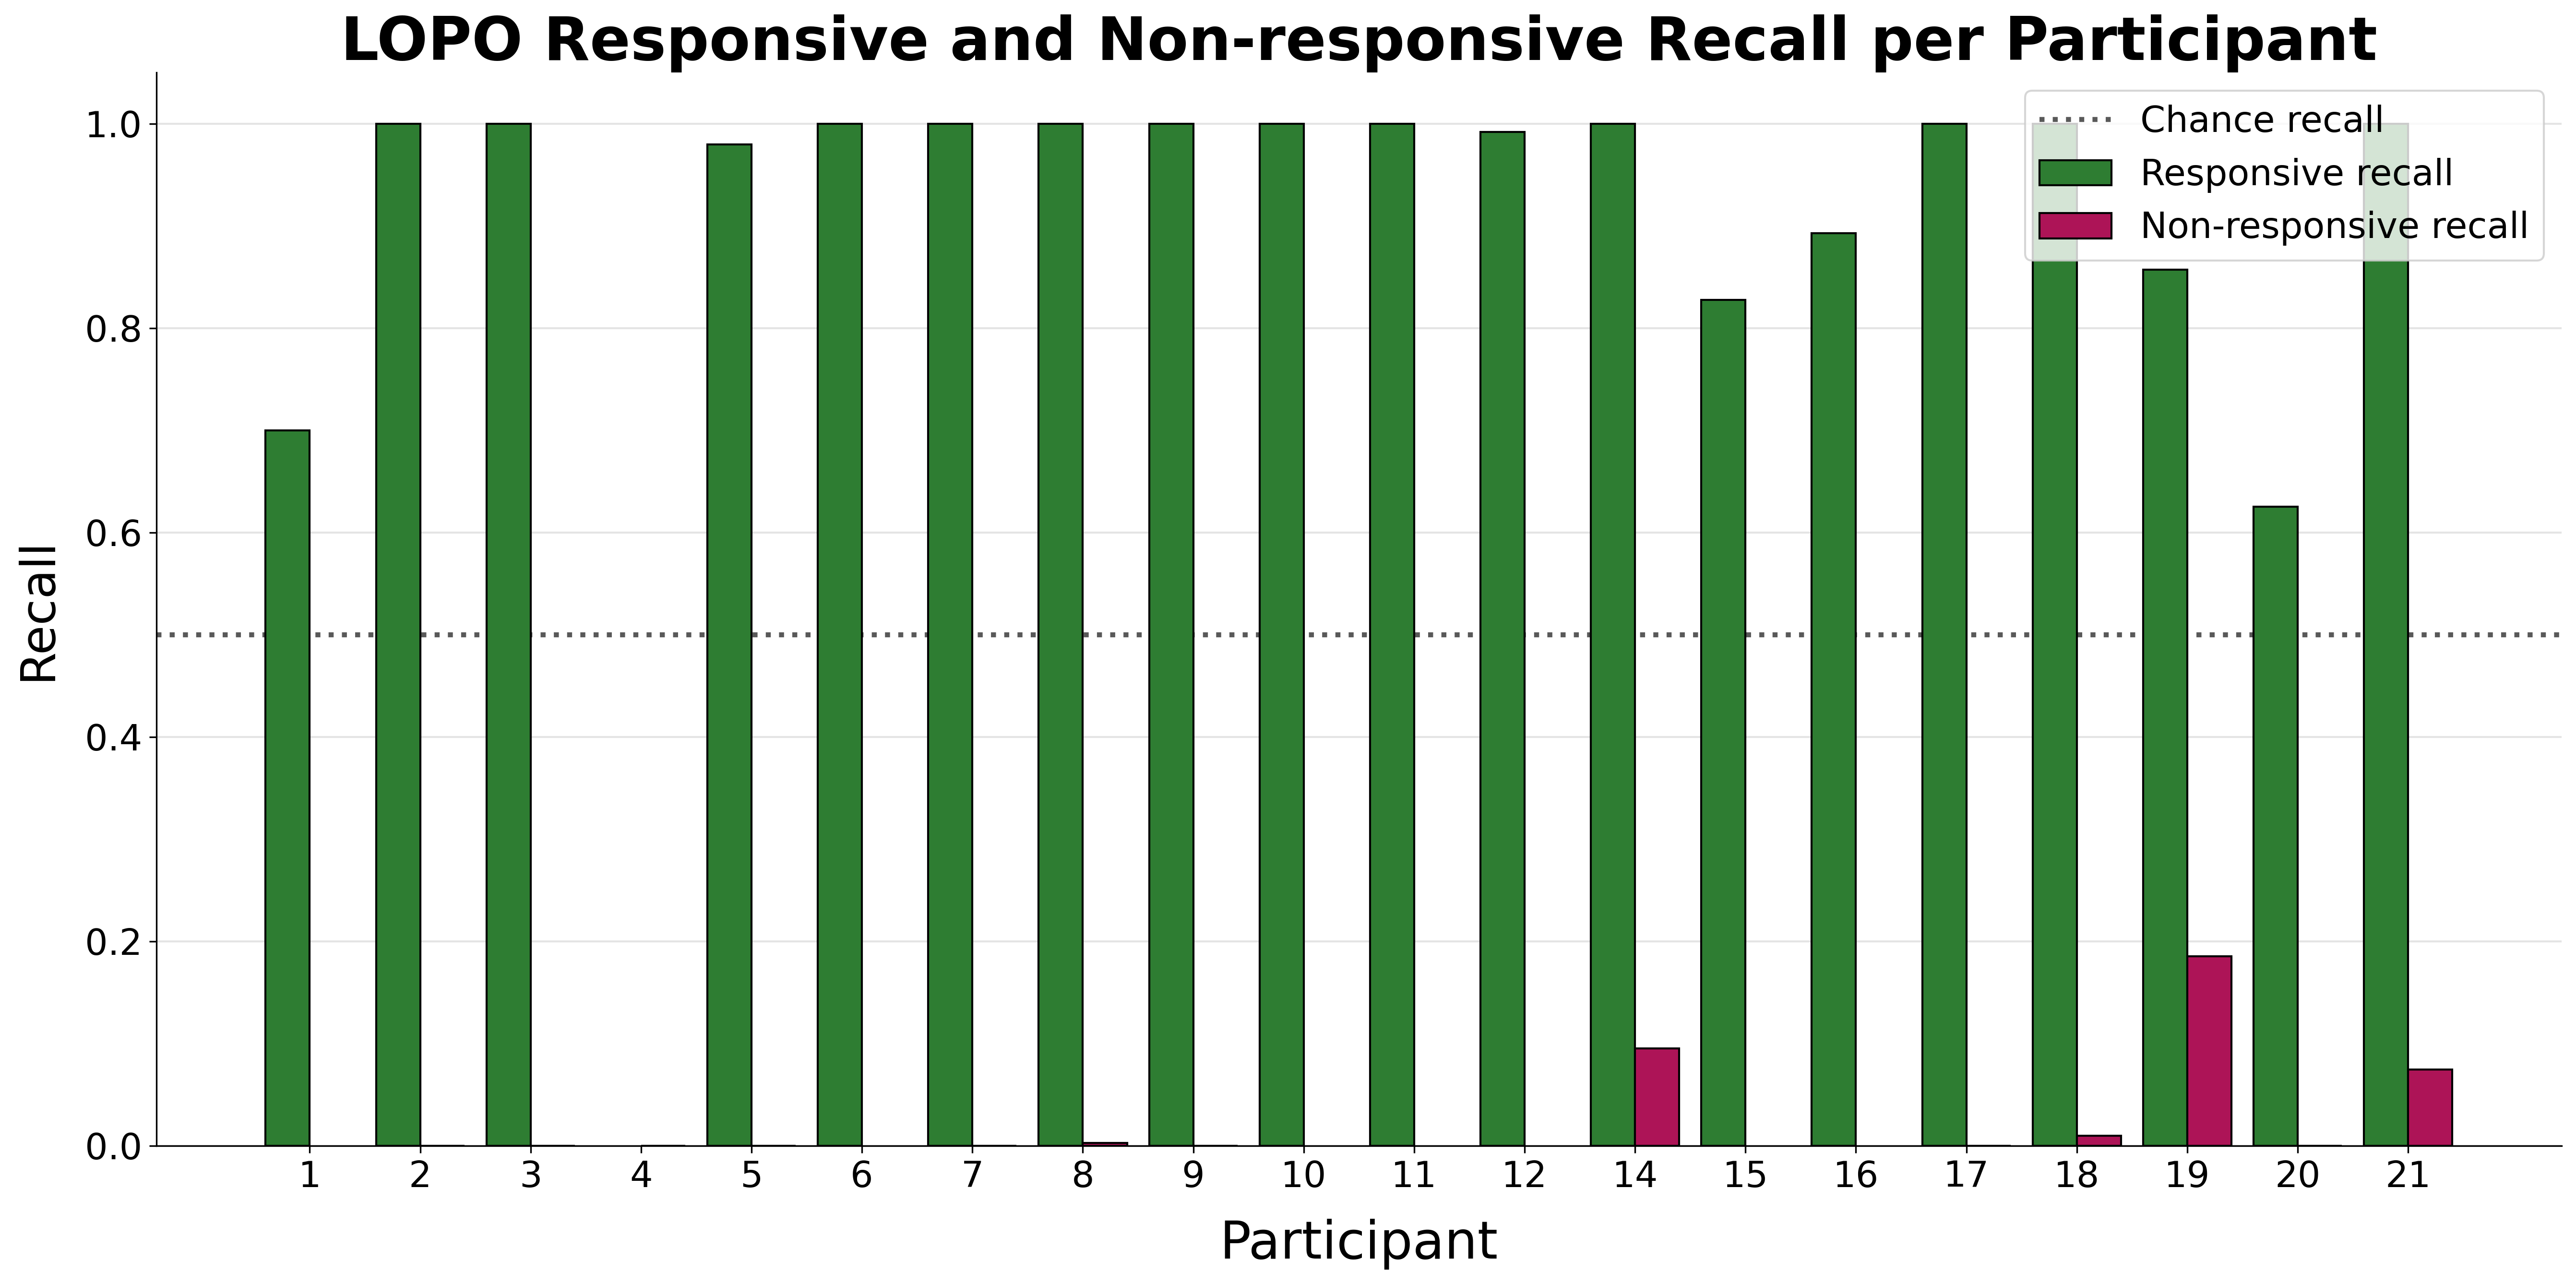 LOPO Responsive and Non-responsive Recall per Participant
Chance recall
Responsive recall
Non-responsive recall
Recall
1.0
0.8
0.6
0.4
0.2
0.0
1 2 3 4 5 6 7 8 9 10 11 12 14 15 16 17 18 19 20 21
Participant